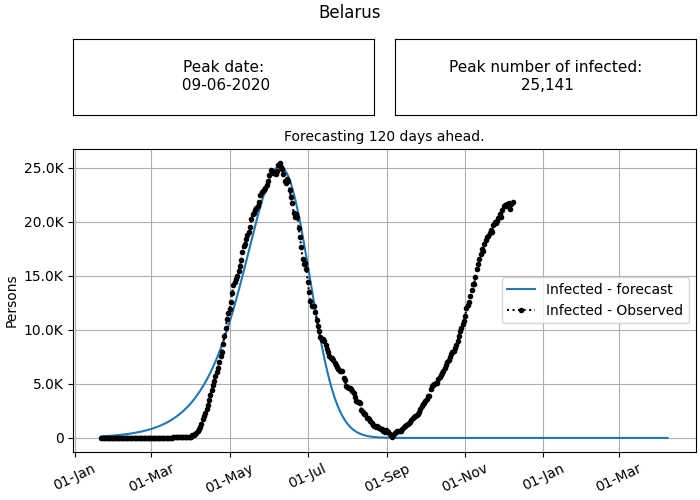 Belarus
Peak date:
09-06-2020
Peak number of infected:
25,141
Forecasting 120 days ahead.
25.0K
20.0K
15.0K
10.0K
5.0K
0
Persons
Infected - forecast
Infected - Observed
01-Jan
01-Mar
01-May
01-Jul
01-Sep
01-Nov
01-Jan
01-Mar